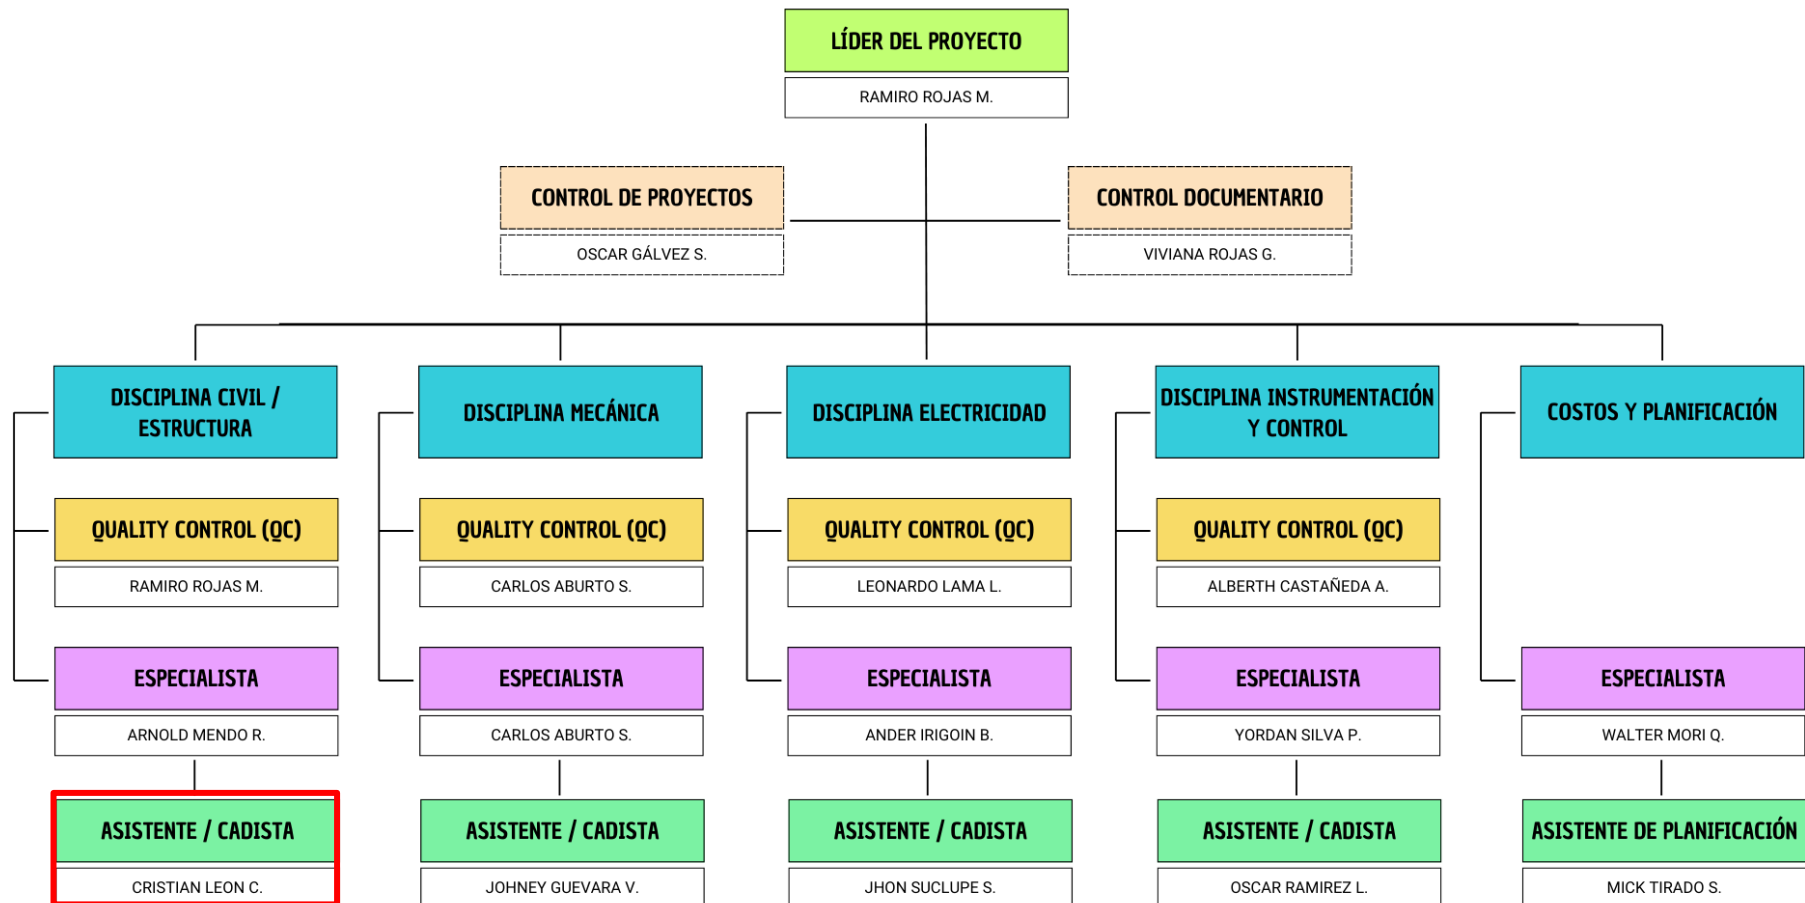 LÍDER DEL PROYECTO
RAMIRO ROJAS M.
CONTROL DE PROYECTOS
OSCAR GÁLVEZ S.
CONTROL DOCUMENTARIO
VIVIANA ROJAS G.
DISCIPLINA CIVIL /
ESTRUCTURA
QUALITY CONTROL (QC)
RAMIRO ROJAS M.
ESPECIALISTA
ARNOLD MENDO R.
ASISTENTE / CADISTA
CRISTIAN LEON C.
DISCIPLINA MECÁNICA
QUALITY CONTROL (QC)
CARLOS ABURTO S.
ESPECIALISTA
CARLOS ABURTO S.
ASISTENTE / CADISTA
JOHNEY GUEVARA V.
DISCIPLINA ELECTRICIDAD
QUALITY CONTROL (QC)
LEONARDO LAMA L.
ESPECIALISTA
ANDER IRIGOIN B.
ASISTENTE / CADISTA
JHON SUCLUPE S.
DISCIPLINA INSTRUMENTACIÓN
Y CONTROL
QUALITY CONTROL (QC)
ALBERTH CASTAÑEDA A.
ESPECIALISTA
YORDAN SILVA P.
ASISTENTE / CADISTA
OSCAR RAMIREZ L.
COSTOS Y PLANIFICACIÓN
ESPECIALISTA
WALTER MORI Q.
ASISTENTE DE PLANIFICACIÓN
MICK TIRADO S.